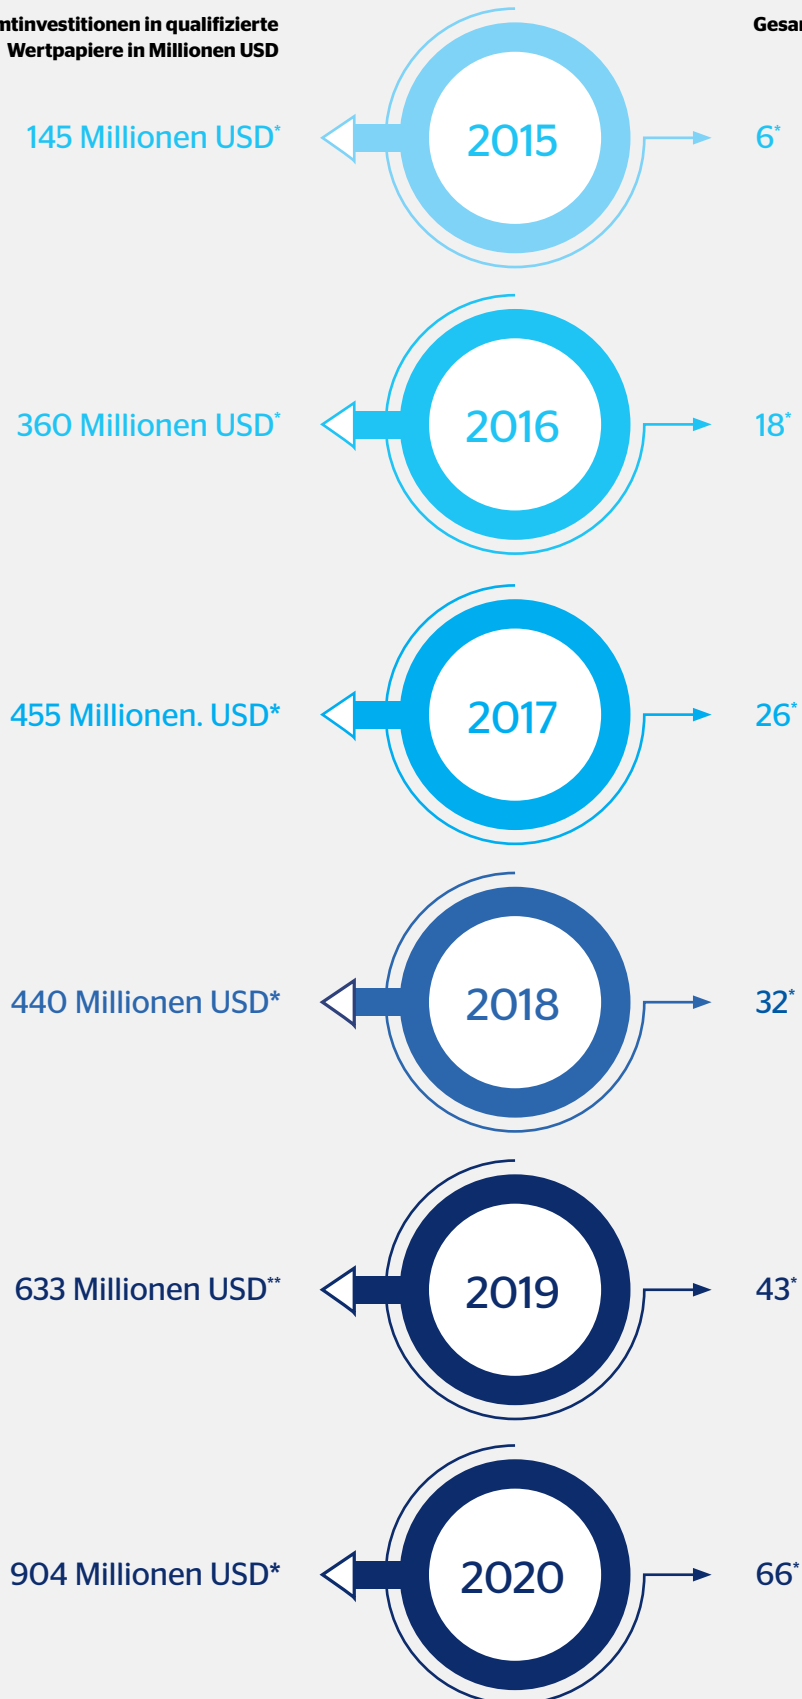 mtinvestitionen in qualifizierte
Wertpapiere in Millionen USD
Gesar
145 Millionen USD*
2015
6*
360 Millionen USD*
2016
18*
455 Millionen. USD*
2017
26*
440 Millionen USD*
2018
32*
633 Millionen USD**
2019
43*
904 Millionen USD*
2020
66*